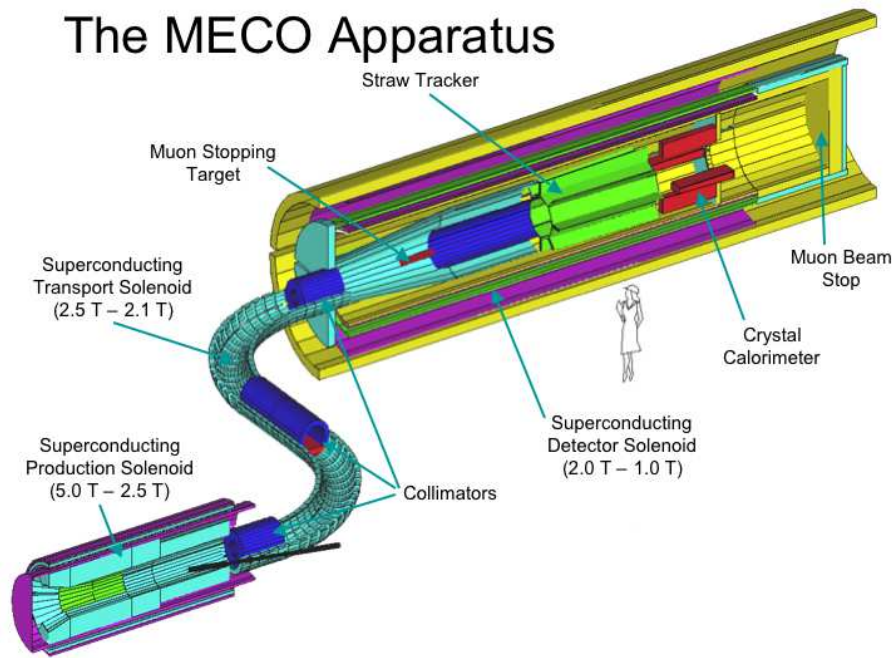 The MECO Apparatus
Straw Tracker
Muon Stopping
Target
Superconducting
Transport Solenoid
(2.5 T – 2.1 T)
Muon Beam
Stop
Crystal
Calorimeter
Superconducting
Detector Solenoid
(2.0 T – 1.0 T)
Superconducting
Production Solenoid
(5.0 T – 2.5 T)
Collimators